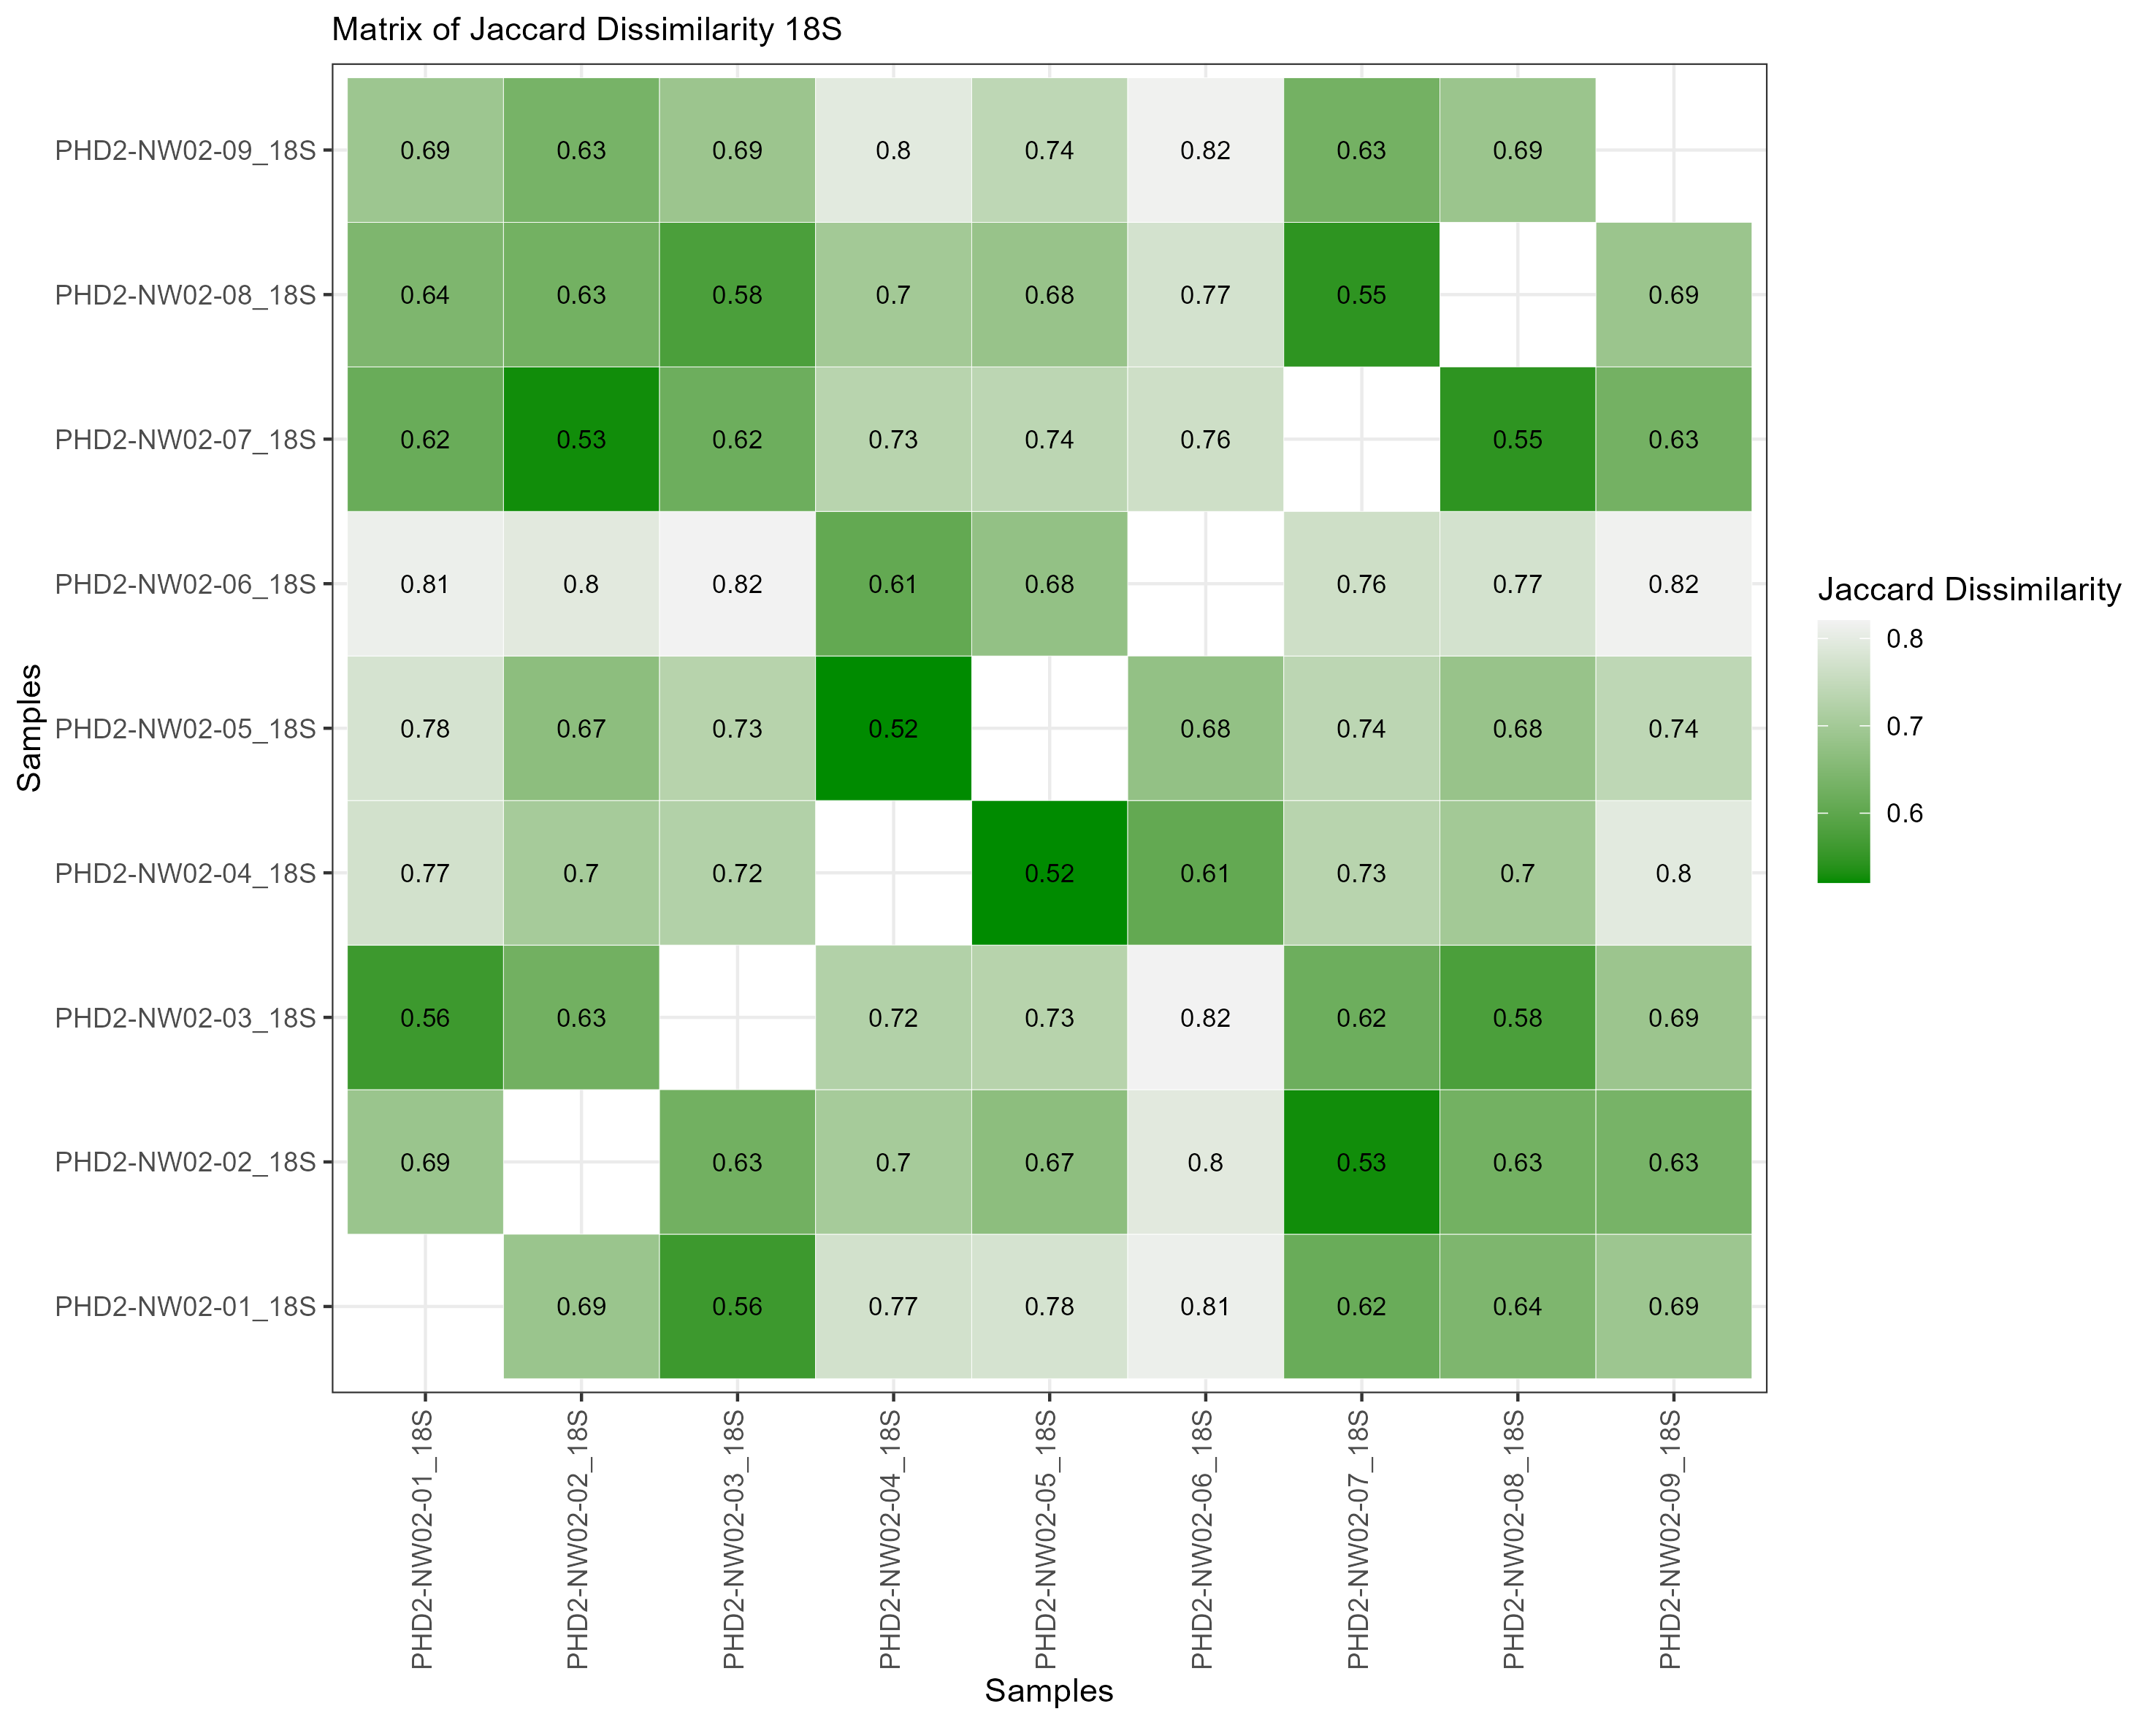 Matrix of Jaccard Dissimilarity 18S
PHD2-NW02-09_18S 0.69 0.63 0.69 0.8 0.74 0.82 0.63 0.69
PHD2-NW02-08_18S 0.64 0.63 0.58 0.7 0.68 0.77 0.55 0.69
PHD2-NW02-07_18S 0.62 0.53 0.62 0.73 0.74 0.76 0.55 0.63
PHD2-NW02-06_18S 0.81 0.8 0.82 0.61 0.68 0.76 0.77 0.82
PHD2-NW02-05_18S 0.78 0.67 0.73 0.52 0.68 0.74 0.68 0.74
PHD2-NW02-04_18S 0.77 0.7 0.72 0.52 0.61 0.73 0.7 0.8
PHD2-NW02-03_18S 0.56 0.63 0.72 0.73 0.82 0.62 0.58 0.69
PHD2-NW02-02_18S 0.69 0.63 0.7 0.67 0.8 0.53 0.63 0.63
PHD2-NW02-01_18S 0.69 0.56 0.77 0.78 0.81 0.62 0.64 0.69
Samples
PHD2-NW02-01_18S
PHD2-NW02-02_18S
PHD2-NW02-03_18S
PHD2-NW02-04_18S
PHD2-NW02-05_18S
PHD2-NW02-06_18S
PHD2-NW02-07_18S
PHD2-NW02-08_18S
PHD2-NW02-09_18S
Samples
Jaccard Dissimilarity
0.8
0.7
0.6